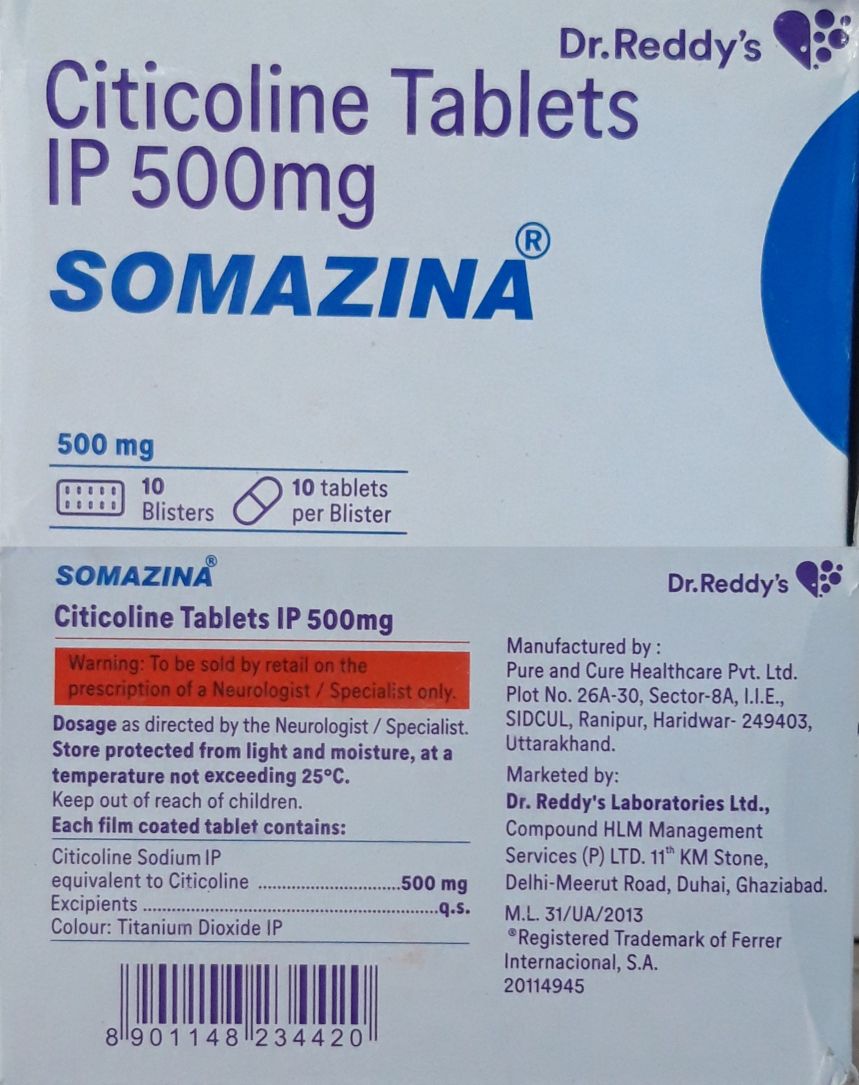 Dr.Reddy's
Citicoline Tablets
IP 500mg
SOMAZINA®
500 mg
10
Blisters
10 tablets
per Blister
SOMAZINA®
Dr.Reddy's
Citicoline Tablets IP 500mg
Warning: To be sold by retail on the
prescription of a Neurologist / Specialist only.
Dosage as directed by the Neurologist / Specialist.
Store protected from light and moisture, at a
temperature not exceeding 25°C.
Keep out of reach of children.
Each film coated tablet contains:
Citicoline Sodium IP
equivalent to Citicoline ..............................500 mg
Excipients ..................................................q.s.
Colour: Titanium Dioxide IP
8 901148 234420
Manufactured by :
Pure and Cure Healthcare Pvt. Ltd.
Plot No. 26A-30, Sector-8A, I.I.E.,
SIDCUL, Ranipur, Haridwar- 249403,
Uttarakhand.
Marketed by:
Dr. Reddy's Laboratories Ltd.,
Compound HLM Management
Services (P) LTD. 11th KM Stone,
Delhi-Meerut Road, Duhai, Ghaziabad.
M.L. 31/UA/2013
®Registered Trademark of Ferrer
Internacional, S.A.
20114945